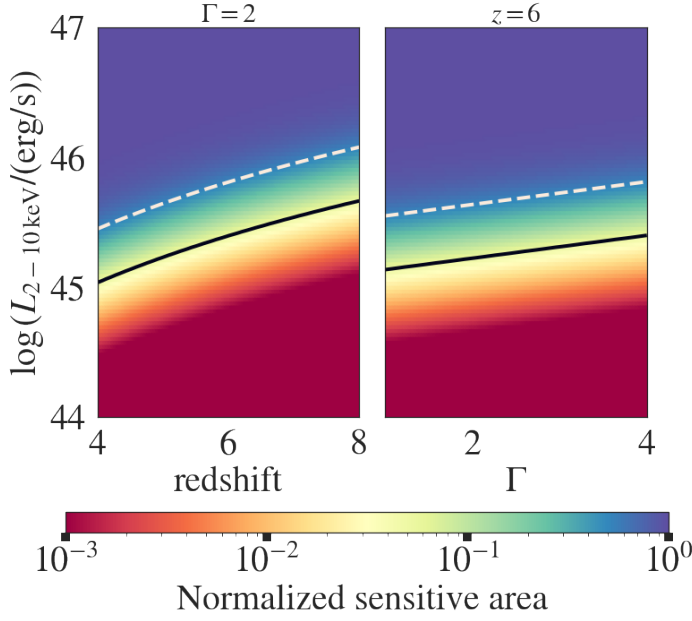 Γ = 2
z = 6
log(L₂₋₁₀ keV/(erg/s))
47
46
45
44
4
6
8
2
4
redshift
Γ
10⁻³
10⁻²
10⁻¹
10⁰
Normalized sensitive area